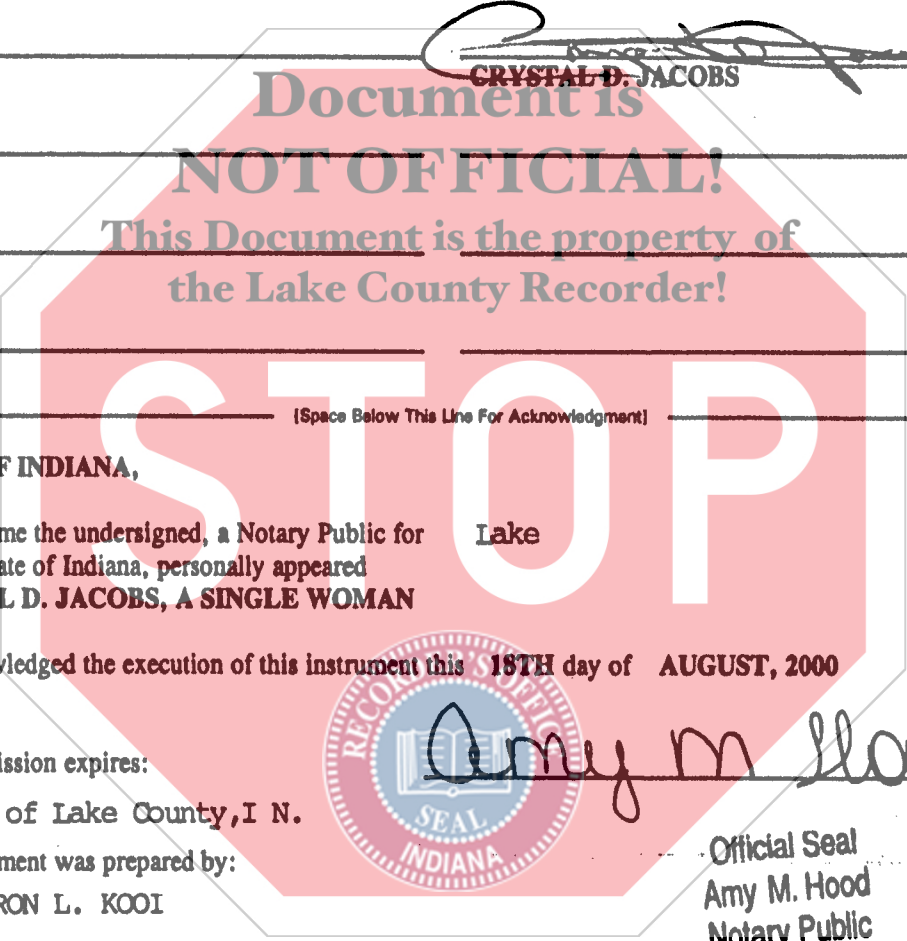 CRYSTAL D. JACOBS
Document is
NOT OFFICIAL!
This Document is the property of
the Lake County Recorder!
STOP
[Space Below This Line For Acknowledgment]
F INDIANA,
me the undersigned, a Notary Public for Lake
ate of Indiana, personally appeared
L D. JACOBS, A SINGLE WOMAN
ledged the execution of this instrument this 18TH day of AUGUST, 2000
RECORDER'S OFFICE
SEAL
INDIANA
Amy M Ho
ission expires:
of Lake County,I N.
ment was prepared by:
RON L. KOOI
Official Seal
Amy M. Hood
Notary Public